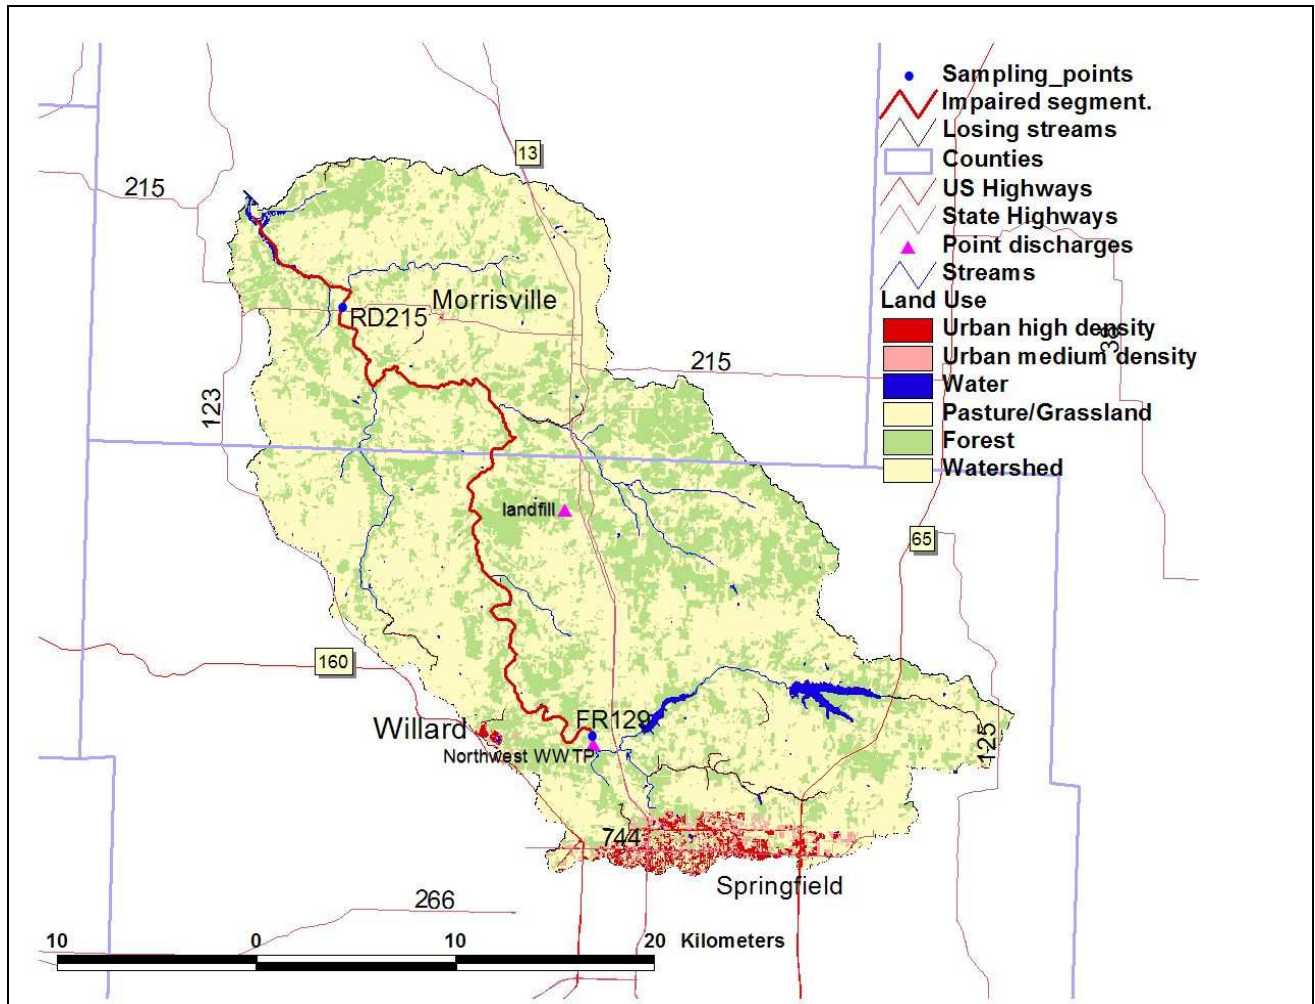 Sampling_points
Impaired segment.
Losing streams
Counties
US Highways
State Highways
Point discharges
Streams
Land Use
Urban high density
Urban medium density
Water
Pasture/Grassland
Forest
Watershed
13
215
Morrisville
RD215
215
38
123
landfill
65
160
FR129
Willard
Northwest WWTP
125
744
Springfield
266
10 0 10 20 Kilometers